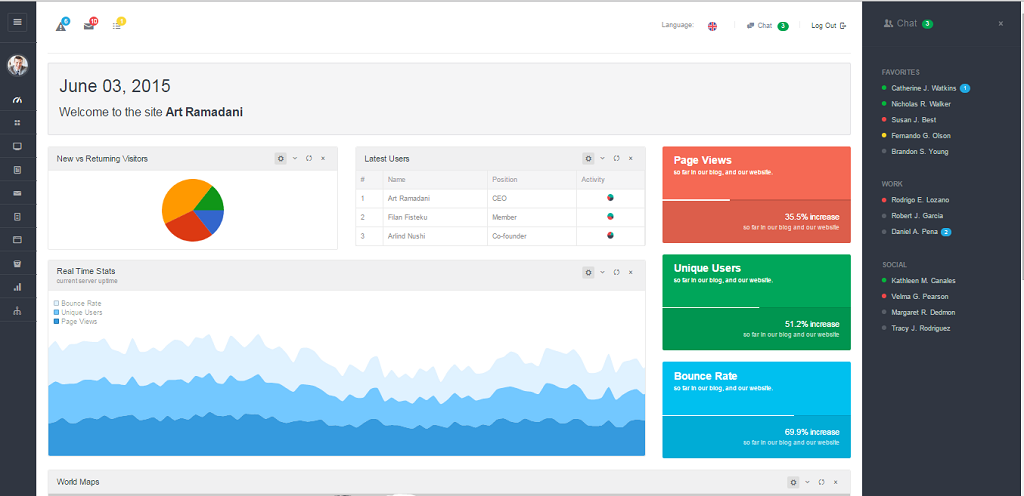 6
10
5
Language:
Chat 3
Log Out
June 03, 2015
Welcome to the site Art Ramadani
New vs Returning Visitors
Latest Users
# Name Position Activity
1 Art Ramadani CEO
2 Filan Fisteku Member
3 Arlind Nushi Co-founder
Real Time Stats
current server uptime
Bounce Rate
Unique Users
Page Views
Page Views
so far in our blog, and our website.
35.5% increase
so far in our blog and our website
Unique Users
so far in our blog, and our website.
51.2% increase
so far in our blog and our website
Bounce Rate
so far in our blog, and our website.
69.9% increase
so far in our blog and our website
World Maps
Chat 3
FAVORITES
Catherine J. Watkins 1
Nicholas R. Walker
Susan J. Best
Fernando G. Olson
Brandon S. Young
WORK
Rodrigo E. Lozano
Robert J. Garcia
Daniel A. Pena 2
SOCIAL
Kathleen M. Canales
Velma G. Pearson
Margaret R. Dedmon
Tracy J. Rodriguez